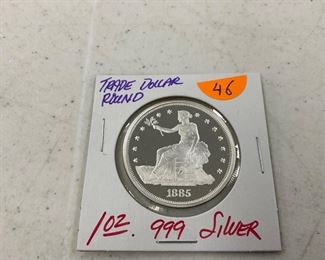 TRADE DOLLAR
ROUND
46
1885
1oz. 999 SILVER